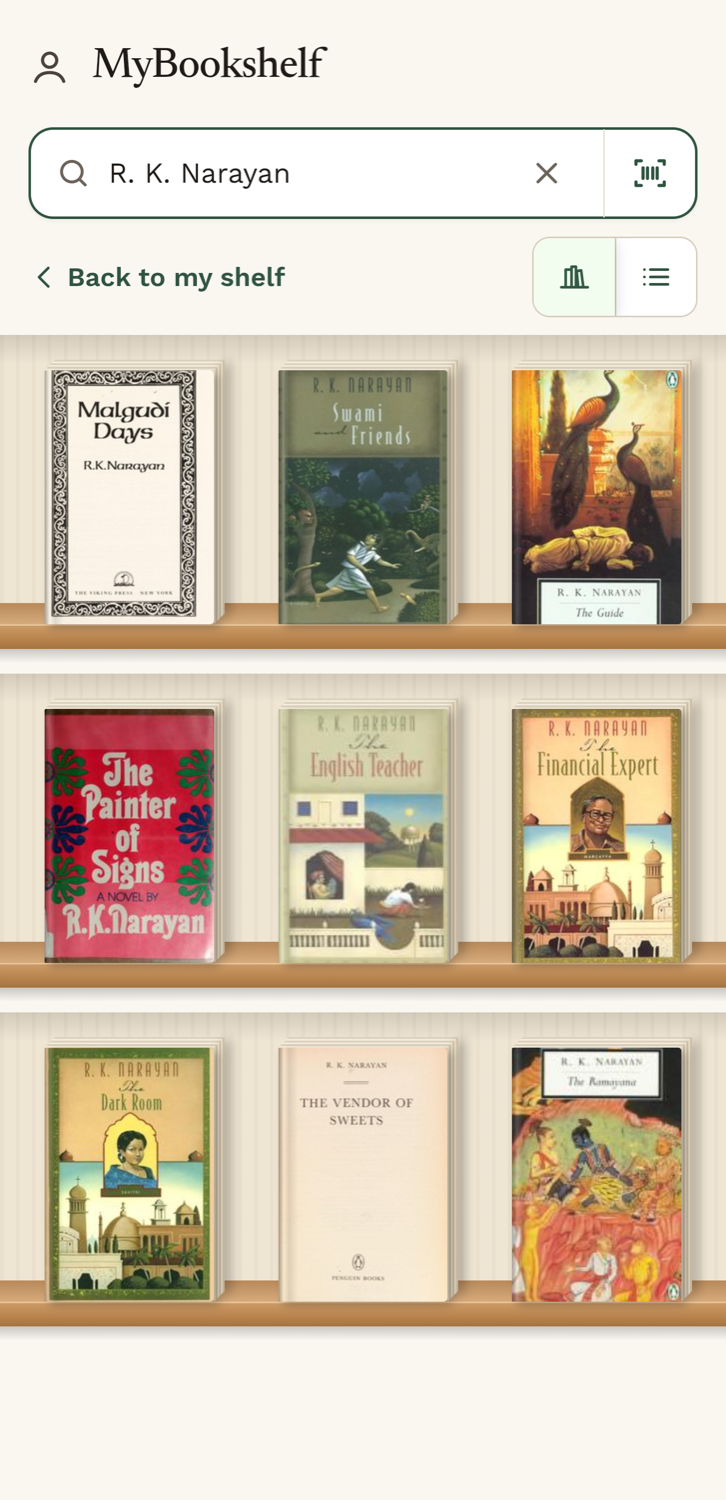 MyBookshelf
R. K. Narayan
Back to my shelf
Malgudi
Days
R.K.Narayan
THE VIKING PRESS NEW YORK
R. K. NARAYAN
Swami
and Friends
R. K. NARAYAN
The Guide
The
Painter
of
Signs
A NOVEL BY
R.K.Narayan
R. K. NARAYAN
The
English Teacher
R. K. NARAYAN
The
Financial Expert
MARGAYYA
R. K. NARAYAN
The
Dark Room
SAVITRI
R. K. NARAYAN
THE VENDOR OF
SWEETS
PENGUIN BOOKS
R. K. NARAYAN
The Ramayana